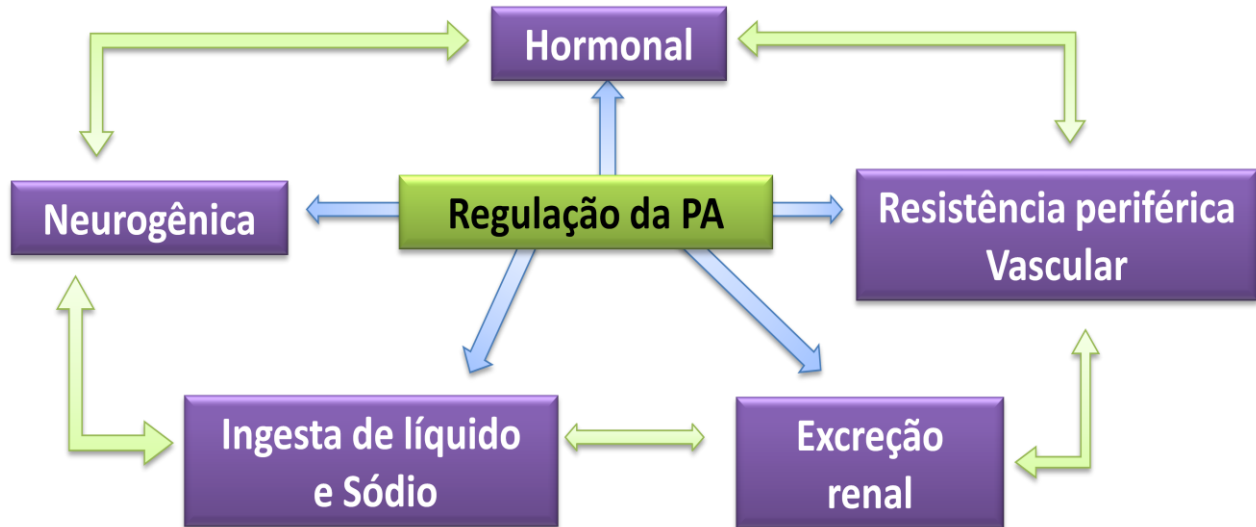 Hormonal
Neurogênica
Regulação da PA
Resistência periférica
Vascular
Ingesta de líquido
e Sódio
Excreção
renal